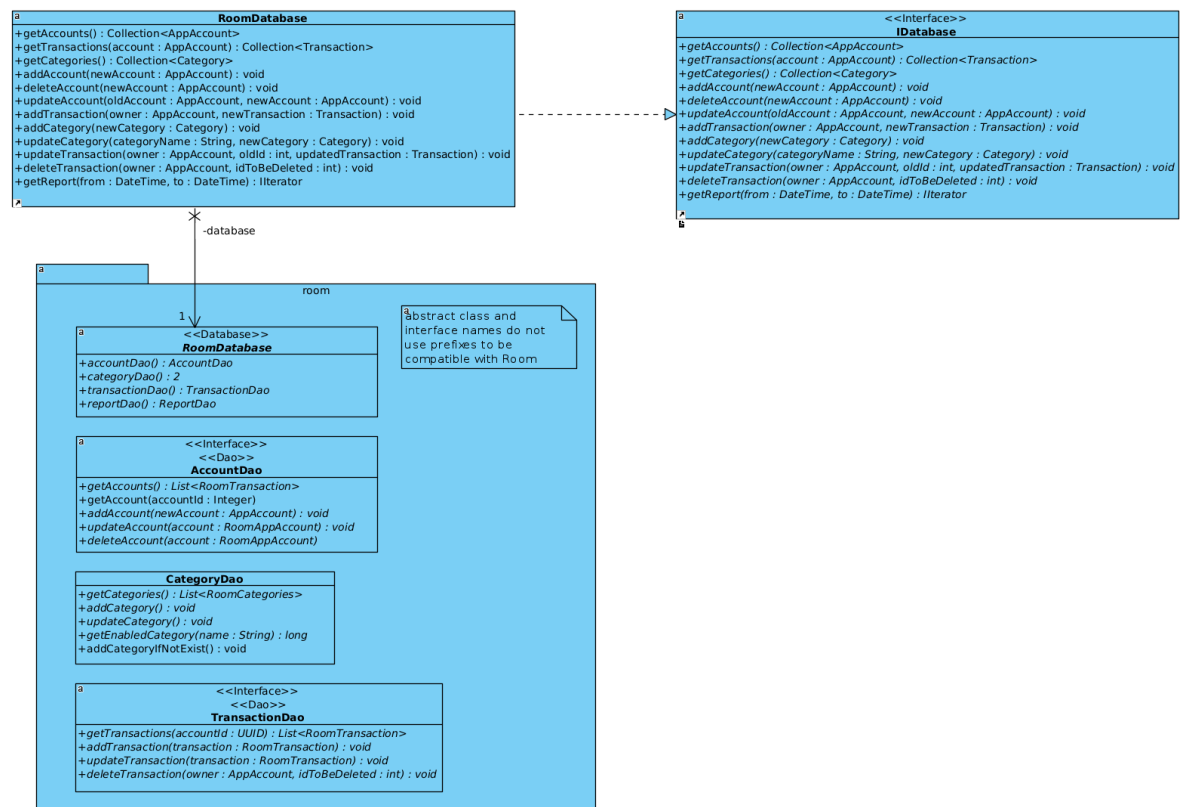 a
RoomDatabase
+getAccounts() : Collection<AppAccount>
+getTransactions(account : AppAccount) : Collection<Transaction>
+getCategories() : Collection<Category>
+addAccount(newAccount : AppAccount) : void
+deleteAccount(newAccount : AppAccount) : void
+updateAccount(oldAccount : AppAccount, newAccount : AppAccount) : void
+addTransaction(owner : AppAccount, newTransaction : Transaction) : void
+addCategory(newCategory : Category) : void
+updateCategory(categoryName : String, newCategory : Category) : void
+updateTransaction(owner : AppAccount, oldId : int, updatedTransaction : Transaction) : void
+deleteTransaction(owner : AppAccount, idToBeDeleted : int) : void
+getReport(from : DateTime, to : DateTime) : IIterator
a
<<Interface>>
IDatabase
+getAccounts() : Collection<AppAccount>
+getTransactions(account : AppAccount) : Collection<Transaction>
+getCategories() : Collection<Category>
+addAccount(newAccount : AppAccount) : void
+deleteAccount(newAccount : AppAccount) : void
+updateAccount(oldAccount : AppAccount, newAccount : AppAccount) : void
+addTransaction(owner : AppAccount, newTransaction : Transaction) : void
+addCategory(newCategory : Category) : void
+updateCategory(categoryName : String, newCategory : Category) : void
+updateTransaction(owner : AppAccount, oldId : int, updatedTransaction : Transaction) : void
+deleteTransaction(owner : AppAccount, idToBeDeleted : int) : void
+getReport(from : DateTime, to : DateTime) : IIterator
-database
a
room
1
a
<<Database>>
RoomDatabase
+accountDao() : AccountDao
+categoryDao() : 2
+transactionDao() : TransactionDao
+reportDao() : ReportDao
a
abstract class and
interface names do not
use prefixes to be
compatible with Room
a
<<Interface>>
<<Dao>>
AccountDao
+getAccounts() : List<RoomTransaction>
+getAccount(accountId : Integer)
+addAccount(newAccount : AppAccount) : void
+updateAccount(account : RoomAppAccount) : void
+deleteAccount(account : RoomAppAccount)
CategoryDao
+getCategories() : List<RoomCategories>
+addCategory() : void
+updateCategory() : void
+getEnabledCategory(name : String) : long
+addCategoryIfNotExist() : void
a
<<Interface>>
<<Dao>>
TransactionDao
+getTransactions(accountId : UUID) : List<RoomTransaction>
+addTransaction(transaction : RoomTransaction) : void
+updateTransaction(transaction : RoomTransaction) : void
+deleteTransaction(owner : AppAccount, idToBeDeleted : int) : void